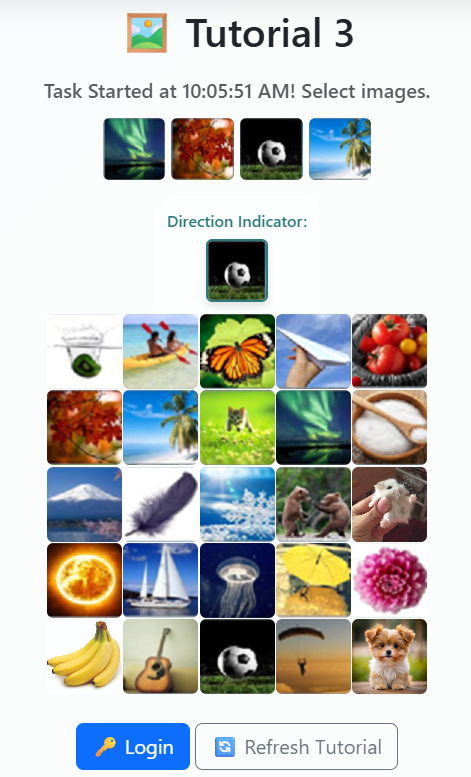 Tutorial 3
Task Started at 10:05:51 AM! Select images.
Direction Indicator:
Login
Refresh Tutorial